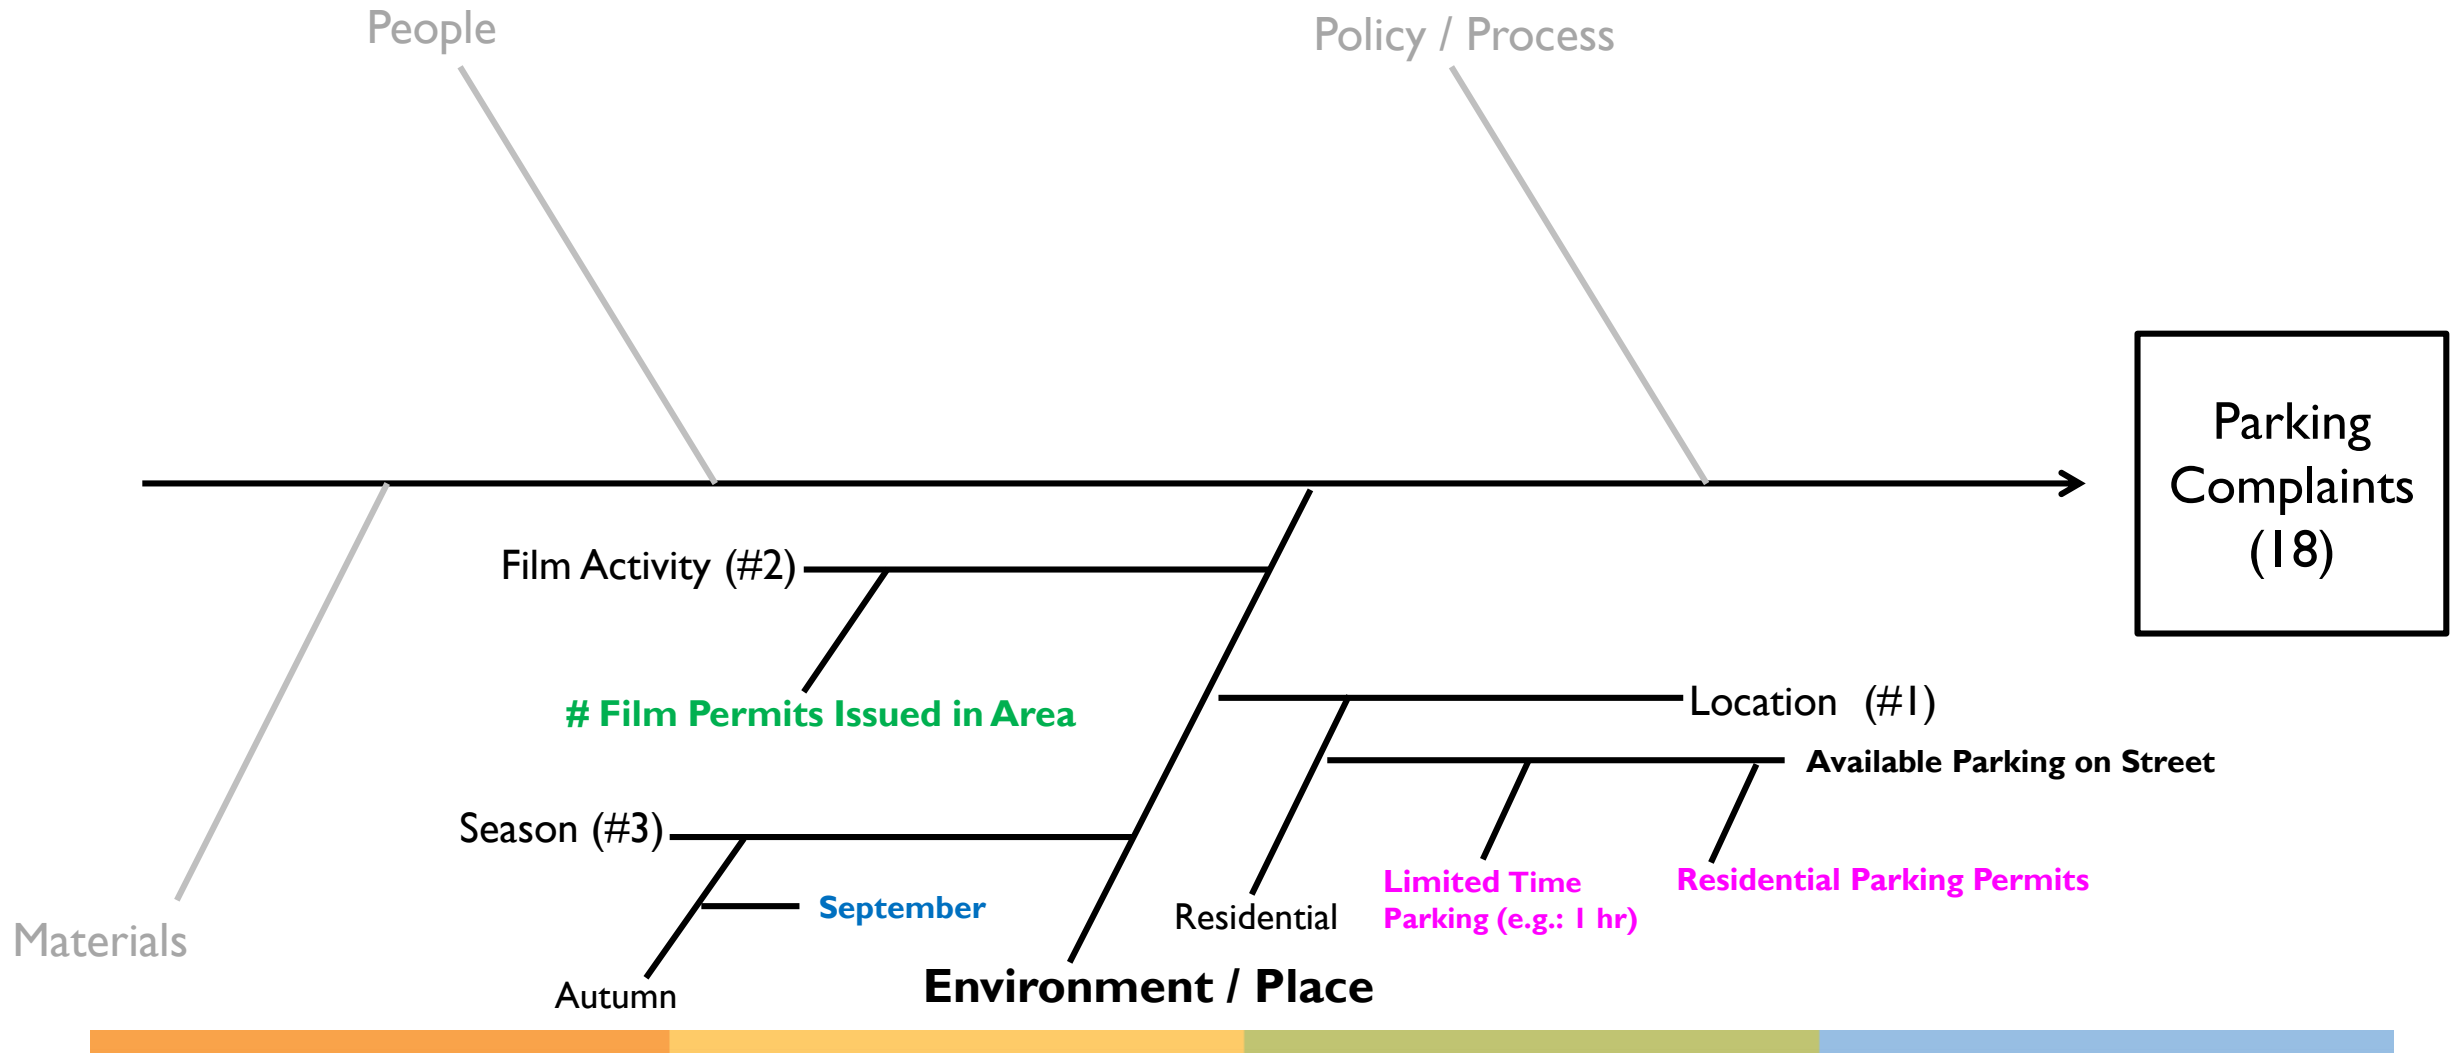 People
Policy / Process
Parking
Complaints
(18)
Film Activity (#2)
# Film Permits Issued in Area
Location (#1)
Available Parking on Street
Season (#3)
September
Limited Time
Parking (e.g.: 1 hr)
Residential Parking Permits
Residential
Materials
Autumn
Environment / Place